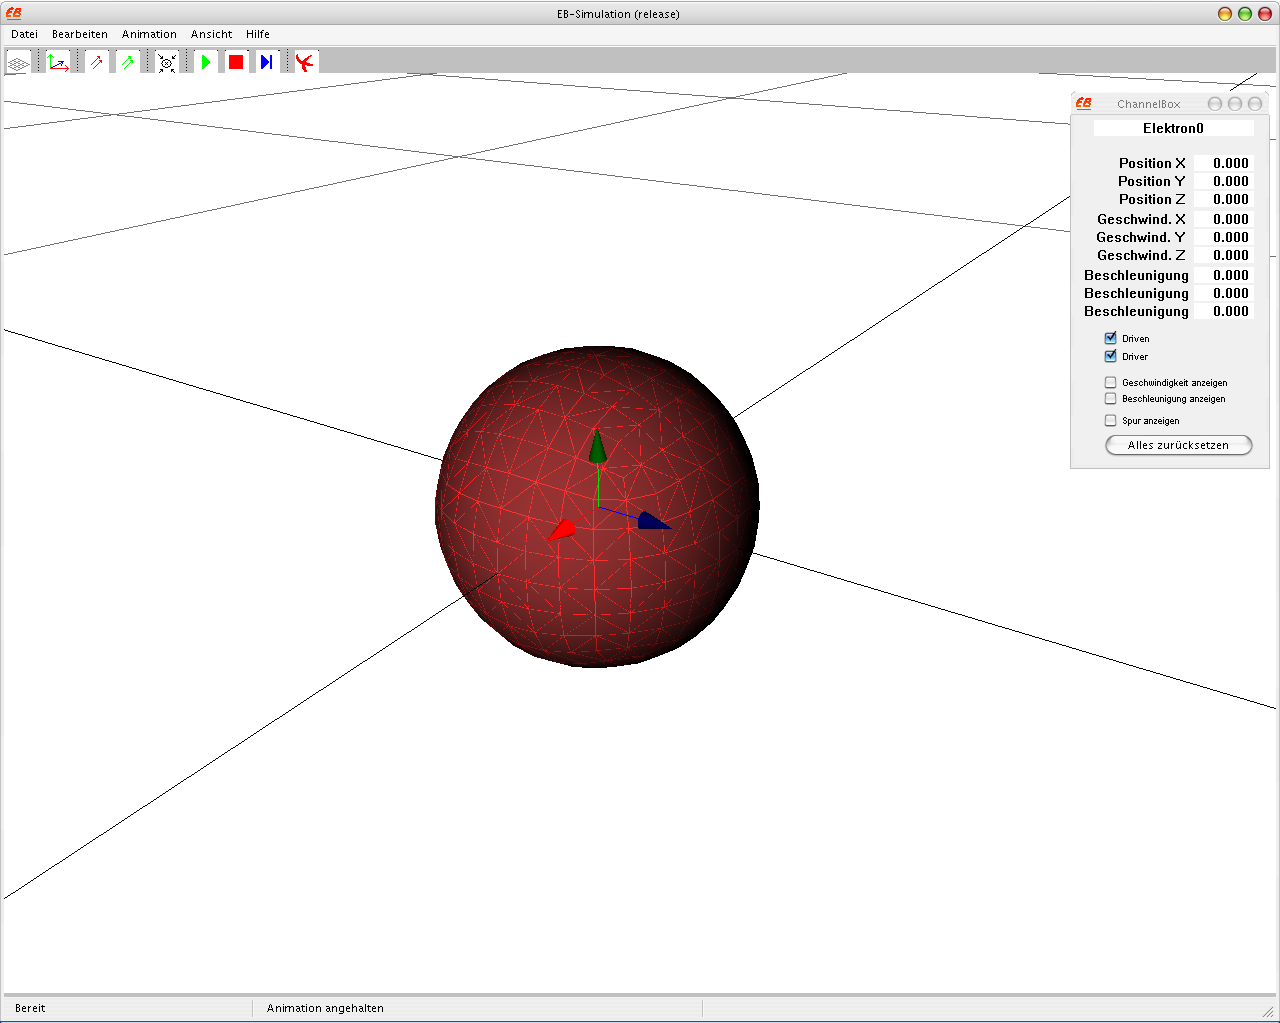 EB
EB-Simulation (release)
Datei Bearbeiten Animation Ansicht Hilfe
EB ChannelBox
Elektron0
Position X 0.000
Position Y 0.000
Position Z 0.000
Geschwind. X 0.000
Geschwind. Y 0.000
Geschwind. Z 0.000
Beschleunigung 0.000
Beschleunigung 0.000
Beschleunigung 0.000
Driven
Driver
Geschwindigkeit anzeigen
Beschleunigung anzeigen
Spur anzeigen
Alles zurücksetzen
Bereit Animation angehalten